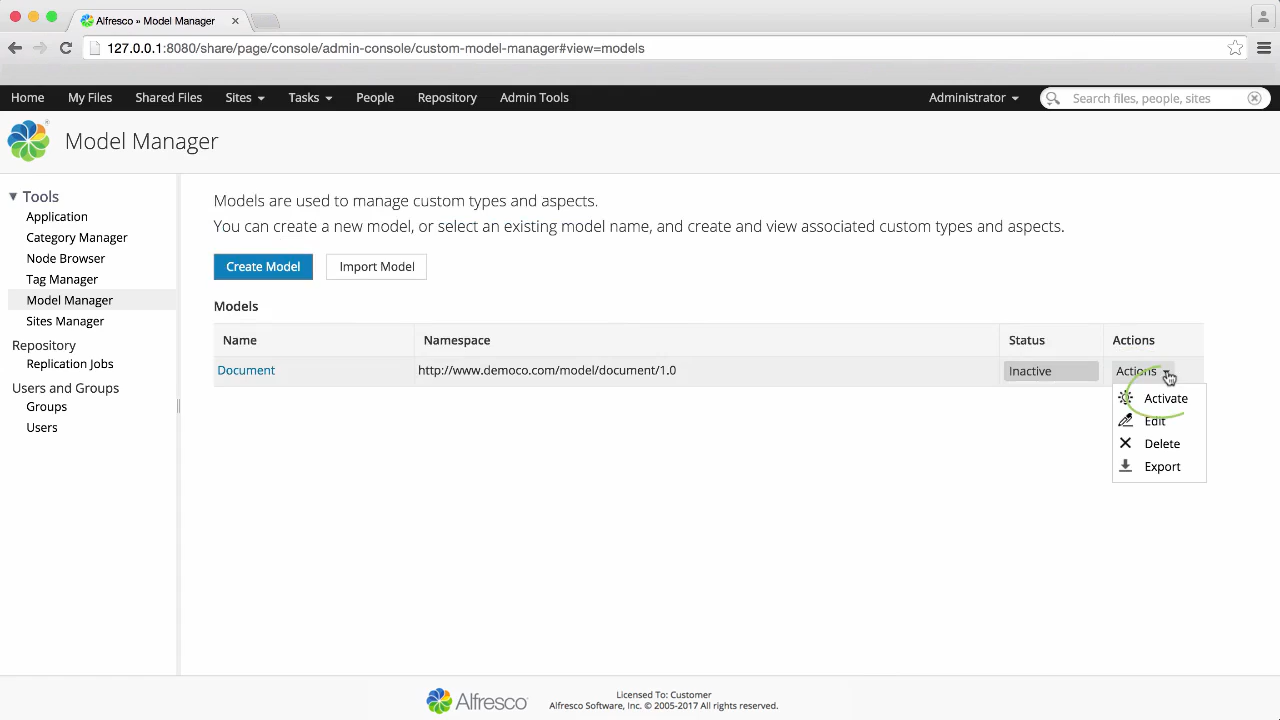 Alfresco » Model Manager
127.0.0.1:8080/share/page/console/admin-console/custom-model-manager#view=models
Home My Files Shared Files Sites Tasks People Repository Admin Tools Administrator Search files, people, sites
Model Manager
Tools
Application
Category Manager
Node Browser
Tag Manager
Model Manager
Sites Manager
Repository
Replication Jobs
Users and Groups
Groups
Users
Models are used to manage custom types and aspects.
You can create a new model, or select an existing model name, and create and view associated custom types and aspects.
Create Model Import Model
Models
Name Namespace Status Actions
Document http://www.democo.com/model/document/1.0 Inactive Actions
Activate
Edit
Delete
Export
Alfresco
Licensed To: Customer
Alfresco Software, Inc. © 2005-2017 All rights reserved.